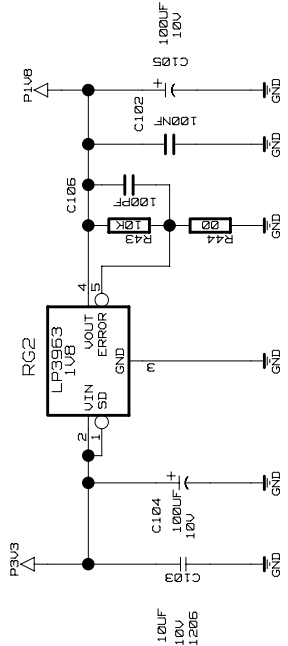 P3V3
10UF
10V
1206
C103
C104
100UF
10V
+
GND
GND
RG2
LP3963
1V8
2
VIN
VOUT
4
1
SD
ERROR
5
GND
3
GND
R43
10K
C106
100PF
R44
00
GND
C102
100NF
GND
P1V8
C105
100UF
10V
+
GND